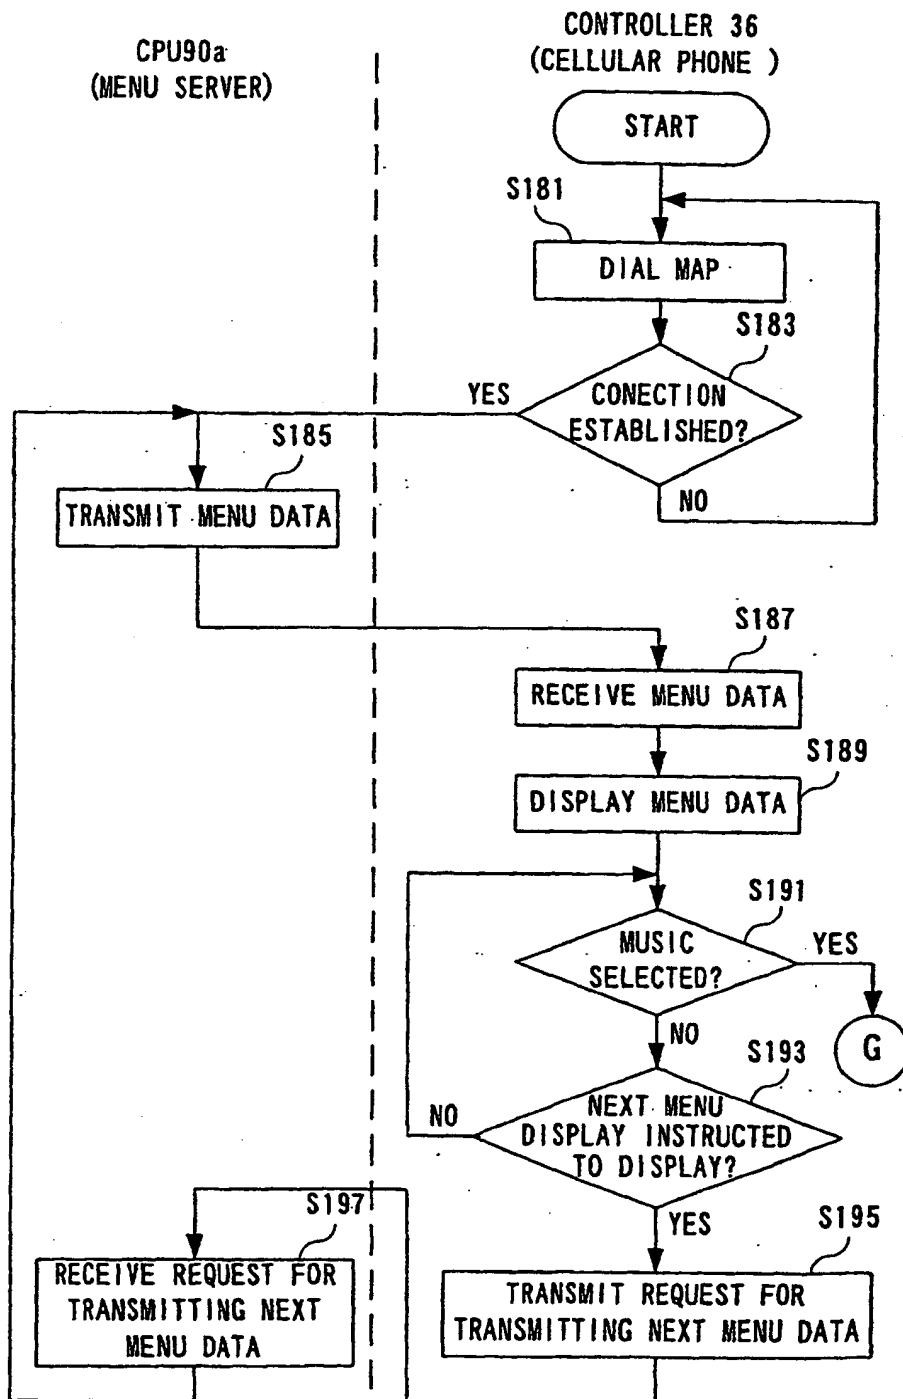 CPU90a
(MENU SERVER)
CONTROLLER 36
(CELLULAR PHONE )
START
S181
DIAL MAP
S183
CONECTION
ESTABLISHED?
YES
NO
S185
TRANSMIT MENU DATA
S187
RECEIVE MENU DATA
S189
DISPLAY MENU DATA
S191
MUSIC
SELECTED?
YES
G
NO
S193
NEXT MENU
DISPLAY INSTRUCTED
TO DISPLAY?
NO
YES
S195
TRANSMIT REQUEST FOR
TRANSMITTING NEXT MENU DATA
S197
RECEIVE REQUEST FOR
TRANSMITTING NEXT
MENU DATA